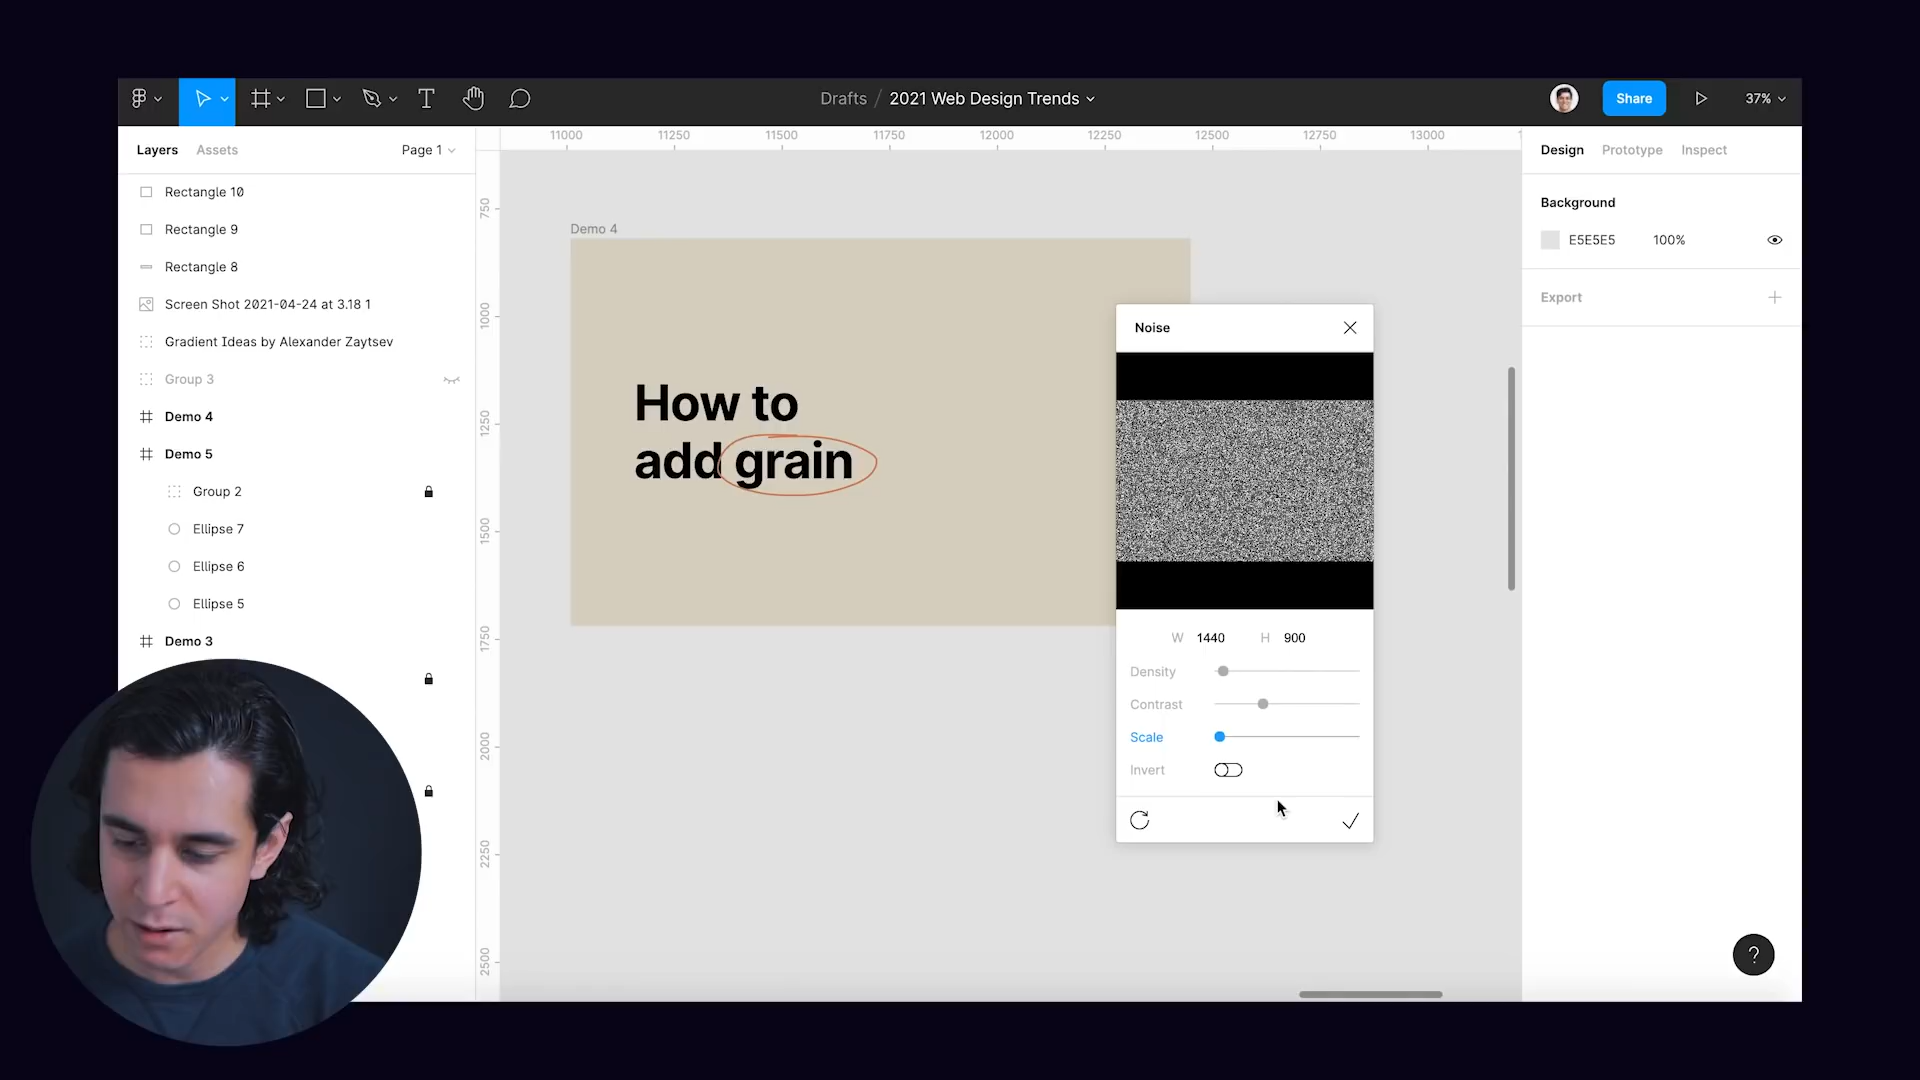 Drafts / 2021 Web Design Trends
Share
37%
Layers
Assets
Page 1
Rectangle 10
Rectangle 9
Rectangle 8
Screen Shot 2021-04-24 at 3.18 1
Gradient Ideas by Alexander Zaytsev
Group 3
Demo 4
Demo 5
Group 2
Ellipse 7
Ellipse 6
Ellipse 5
Demo 3
11000
11250
11500
11750
12000
12250
12500
12750
13000
750
1000
1250
1500
1750
2000
2250
2500
Demo 4
How to
add grain
Noise
W 1440 H 900
Density
Contrast
Scale
Invert
Design
Prototype
Inspect
Background
E5E5E5 100%
Export
?